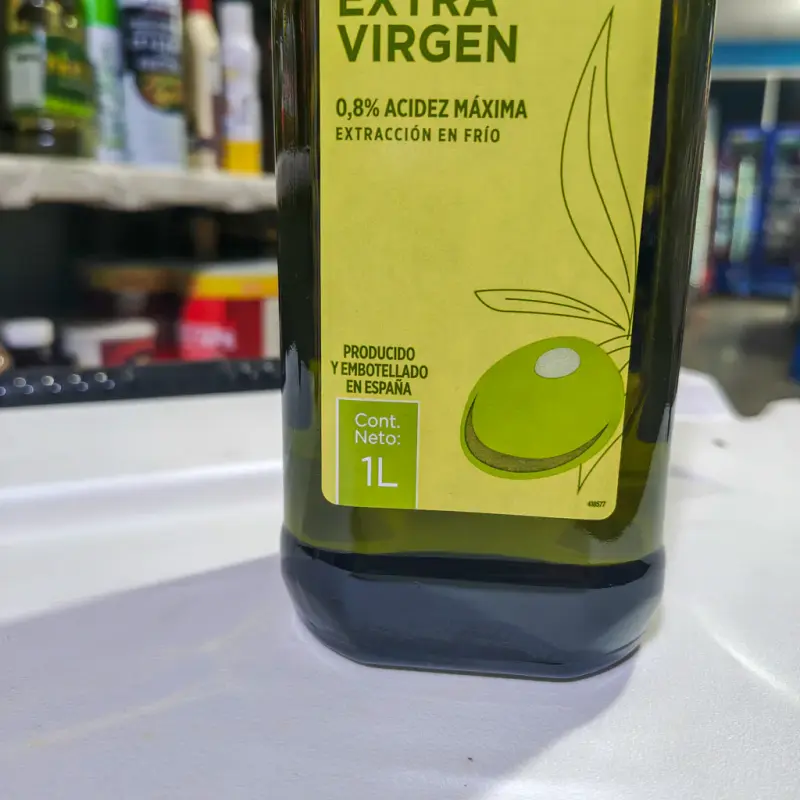 EXTRA
VIRGEN
0,8% ACIDEZ MÁXIMA
EXTRACCIÓN EN FRÍO
PRODUCIDO
Y EMBOTELLADO
EN ESPAÑA
Cont.
Neto:
1L